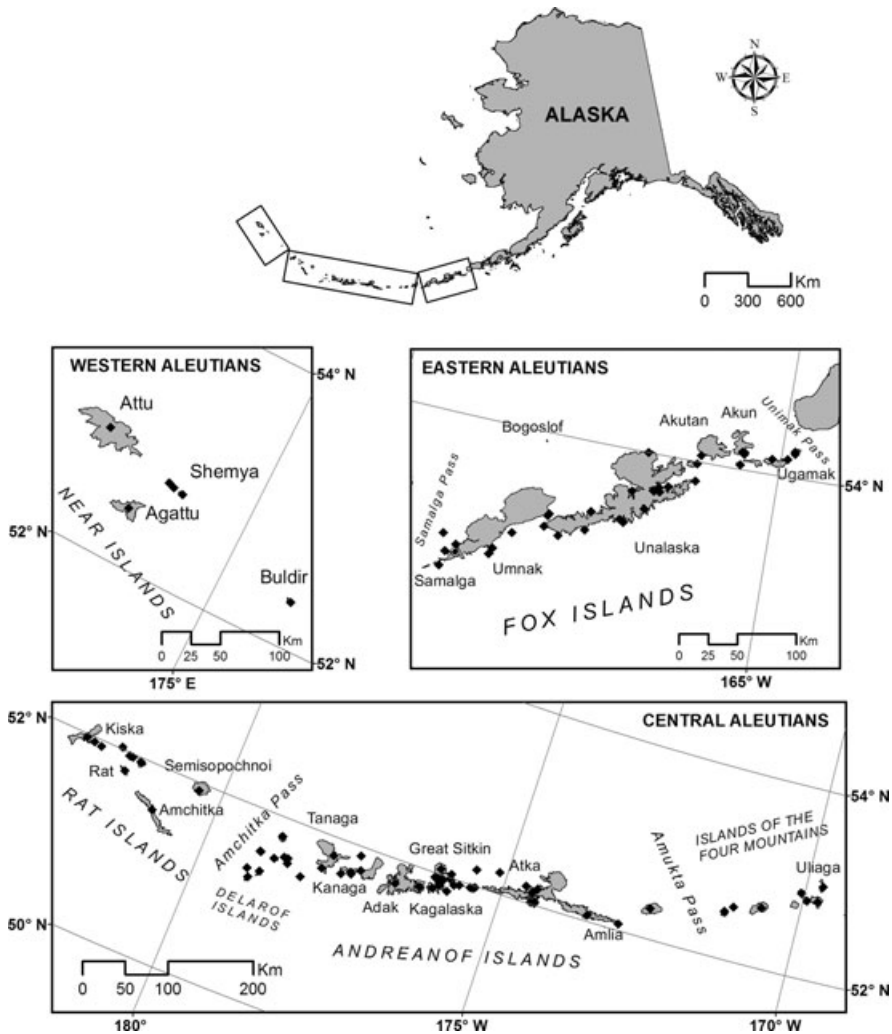 N
W
E
S
ALASKA
Km
0 300 600
WESTERN ALEUTIANS
54° N
Attu
Shemya
Agattu
NEAR ISLANDS
52° N
Buldir
Km
0 25 50 100
52° N
175° E
EASTERN ALEUTIANS
Bogoslof
Akutan
Akun
Unimak Pass
Ugamak
54° N
Samalga Pass
Samalga
Umnak
Unalaska
FOX ISLANDS
Km
0 25 50 100
165° W
52° N
CENTRAL ALEUTIANS
Kiska
Rat
Semisopochnoi
Amchitka
RAT ISLANDS
Amchitka Pass
Tanaga
Great Sitkin
Atka
Amukta Pass
ISLANDS OF THE
FOUR MOUNTAINS
Uliaga
54° N
DELAROF
ISLANDS
Kanaga
Adak
Kagalaska
Amlia
50° N
ANDREANOF ISLANDS
Km
0 50 100 200
52° N
180°
175° W
170° W